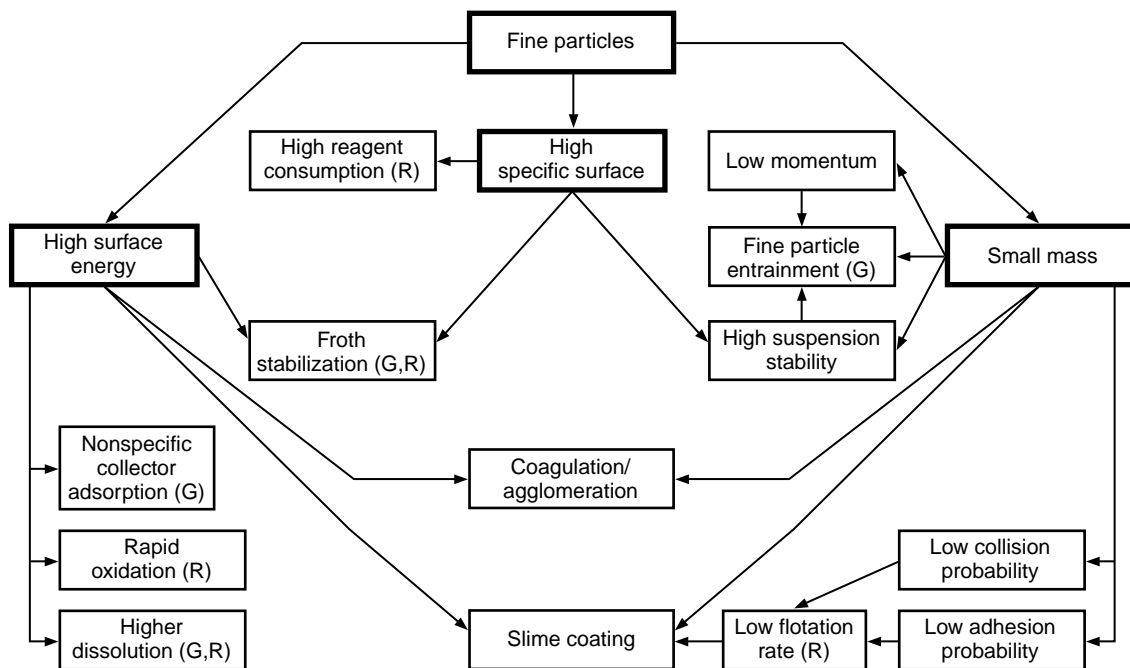 Fine particles
High reagent
consumption (R)
High
specific surface
Low momentum
High surface
energy
Fine particle
entrainment (G)
Small mass
Froth
stabilization (G,R)
High suspension
stability
Nonspecific
collector
adsorption (G)
Coagulation/
agglomeration
Rapid
oxidation (R)
Low collision
probability
Higher
dissolution (G,R)
Slime coating
Low flotation
rate (R)
Low adhesion
probability